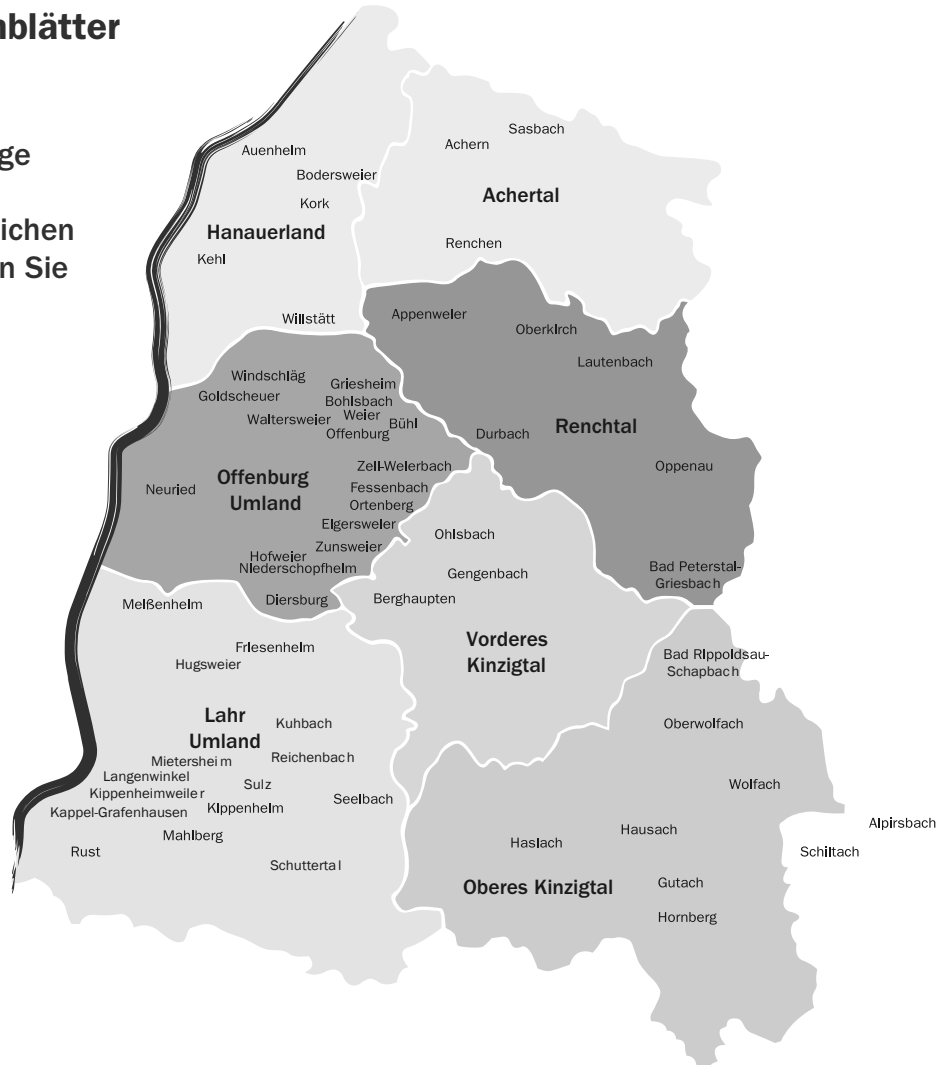 nblätter
ge
ichen
n Sie
Sasbach
Achern
Auenheim
Bodersweier
Achertal
Kork
Hanauerland
Renchen
Kehl
Willstätt
Appenweier
Oberkirch
Lautenbach
Windschläg
Griesheim
Goldscheuer
Bohlsbach
Waltersweier
Weier
Bühl
Offenburg
Durbach
Renchtal
Zell-Weierbach
Oppenau
Offenburg
Umland
Neuried
Fessenbach
Ortenberg
Elgersweier
Ohlsbach
Zunsweier
Hofweier
Niederschopfheim
Gengenbach
Bad Peterstal-
Griesbach
Diersburg
Berghaupten
Meißenheim
Vorderes
Kinzigtal
Friesenheim
Hugsweier
Bad Rippoldsau-
Schapbach
Lahr
Umland
Kuhbach
Oberwolfach
Mietersheim
Reichenbach
Langenwinkel
Sulz
Wolfach
Kippenheimweiler
Seelbach
Kappel-Grafenhausen
Kippenheim
Alpirsbach
Mahlberg
Haslach
Hausach
Rust
Schiltach
Schuttertal
Oberes Kinzigtal
Gutach
Hornberg